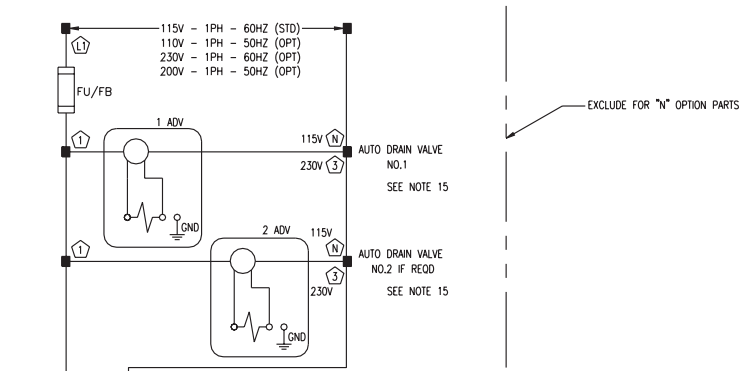 115V – 1PH – 60HZ (STD)
110V – 1PH – 50HZ (OPT)
230V – 1PH – 60HZ (OPT)
200V – 1PH – 50HZ (OPT)
L1
FU/FB
EXCLUDE FOR "N" OPTION PARTS
1 ADV
1
115V N
AUTO DRAIN VALVE
230V 3
NO.1
SEE NOTE 15
GND
2 ADV
115V
1
N
AUTO DRAIN VALVE
NO.2 IF REQD
3
230V
SEE NOTE 15
GND